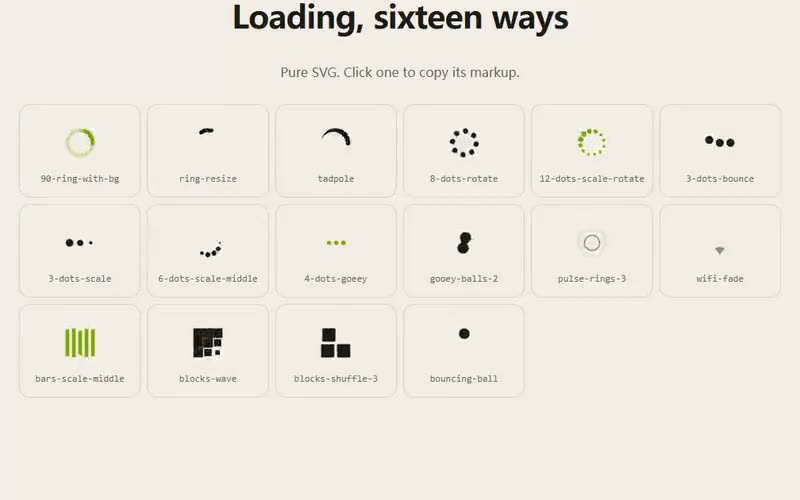 Loading, sixteen ways
Pure SVG. Click one to copy its markup.
90-ring-with-bg
ring-resize
tadpole
8-dots-rotate
12-dots-scale-rotate
3-dots-bounce
3-dots-scale
6-dots-scale-middle
4-dots-gooey
gooey-balls-2
pulse-rings-3
wifi-fade
bars-scale-middle
blocks-wave
blocks-shuffle-3
bouncing-ball